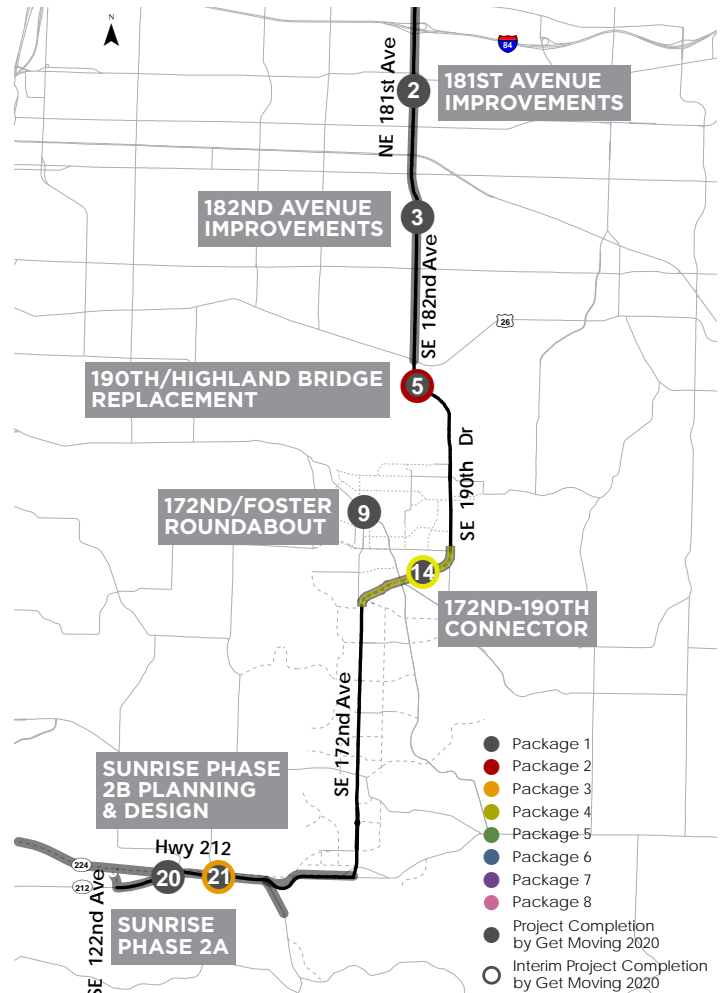 N
84
NE 181st Ave
2
181ST AVENUE
IMPROVEMENTS
182ND AVENUE
IMPROVEMENTS
3
SE 182nd Ave
26
190TH/HIGHLAND BRIDGE
REPLACEMENT
5
SE 190th Dr
172ND/FOSTER
ROUNDABOUT
9
14
172ND-190TH
CONNECTOR
SE 172nd Ave
SUNRISE PHASE
2B PLANNING
& DESIGN
Hwy 212
224
212
20
21
SE 122nd Ave
SUNRISE
PHASE 2A
Package 1
Package 2
Package 3
Package 4
Package 5
Package 6
Package 7
Package 8
Project Completion
by Get Moving 2020
Interim Project Completion
by Get Moving 2020